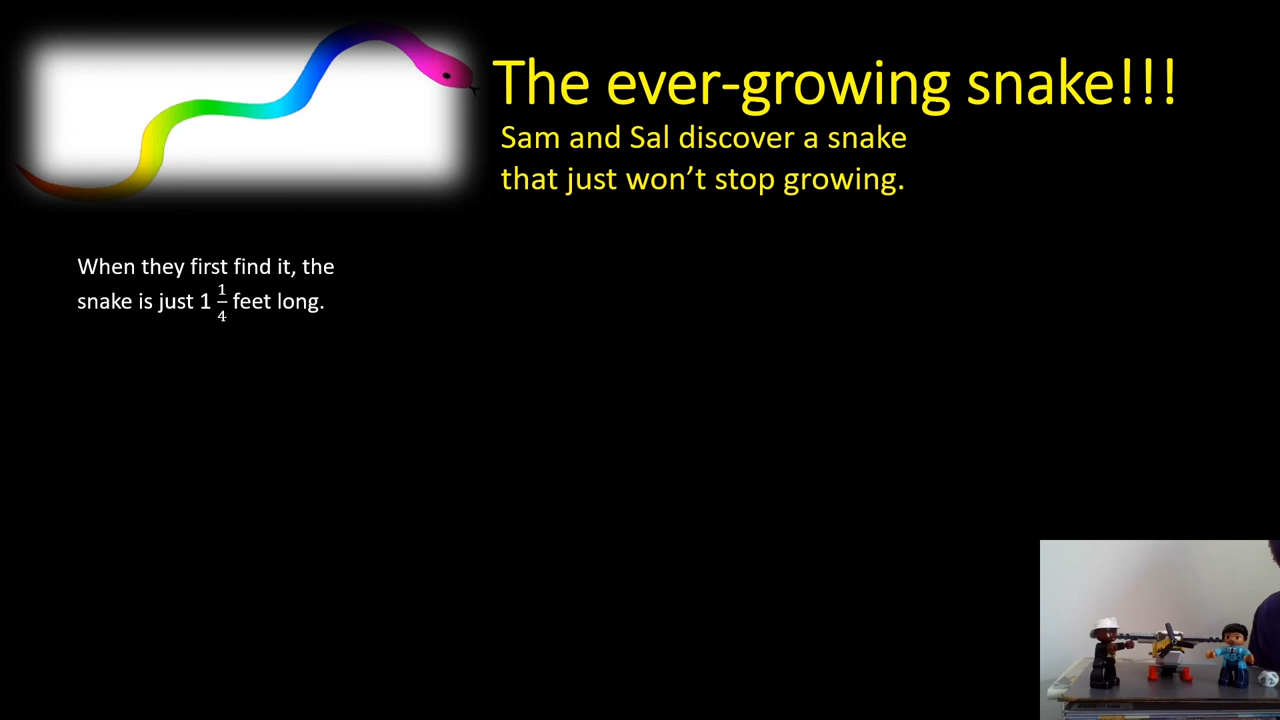 The ever-growing snake!!!
Sam and Sal discover a snake
that just won’t stop growing.
When they first find it, the
snake is just 1 1/4 feet long.